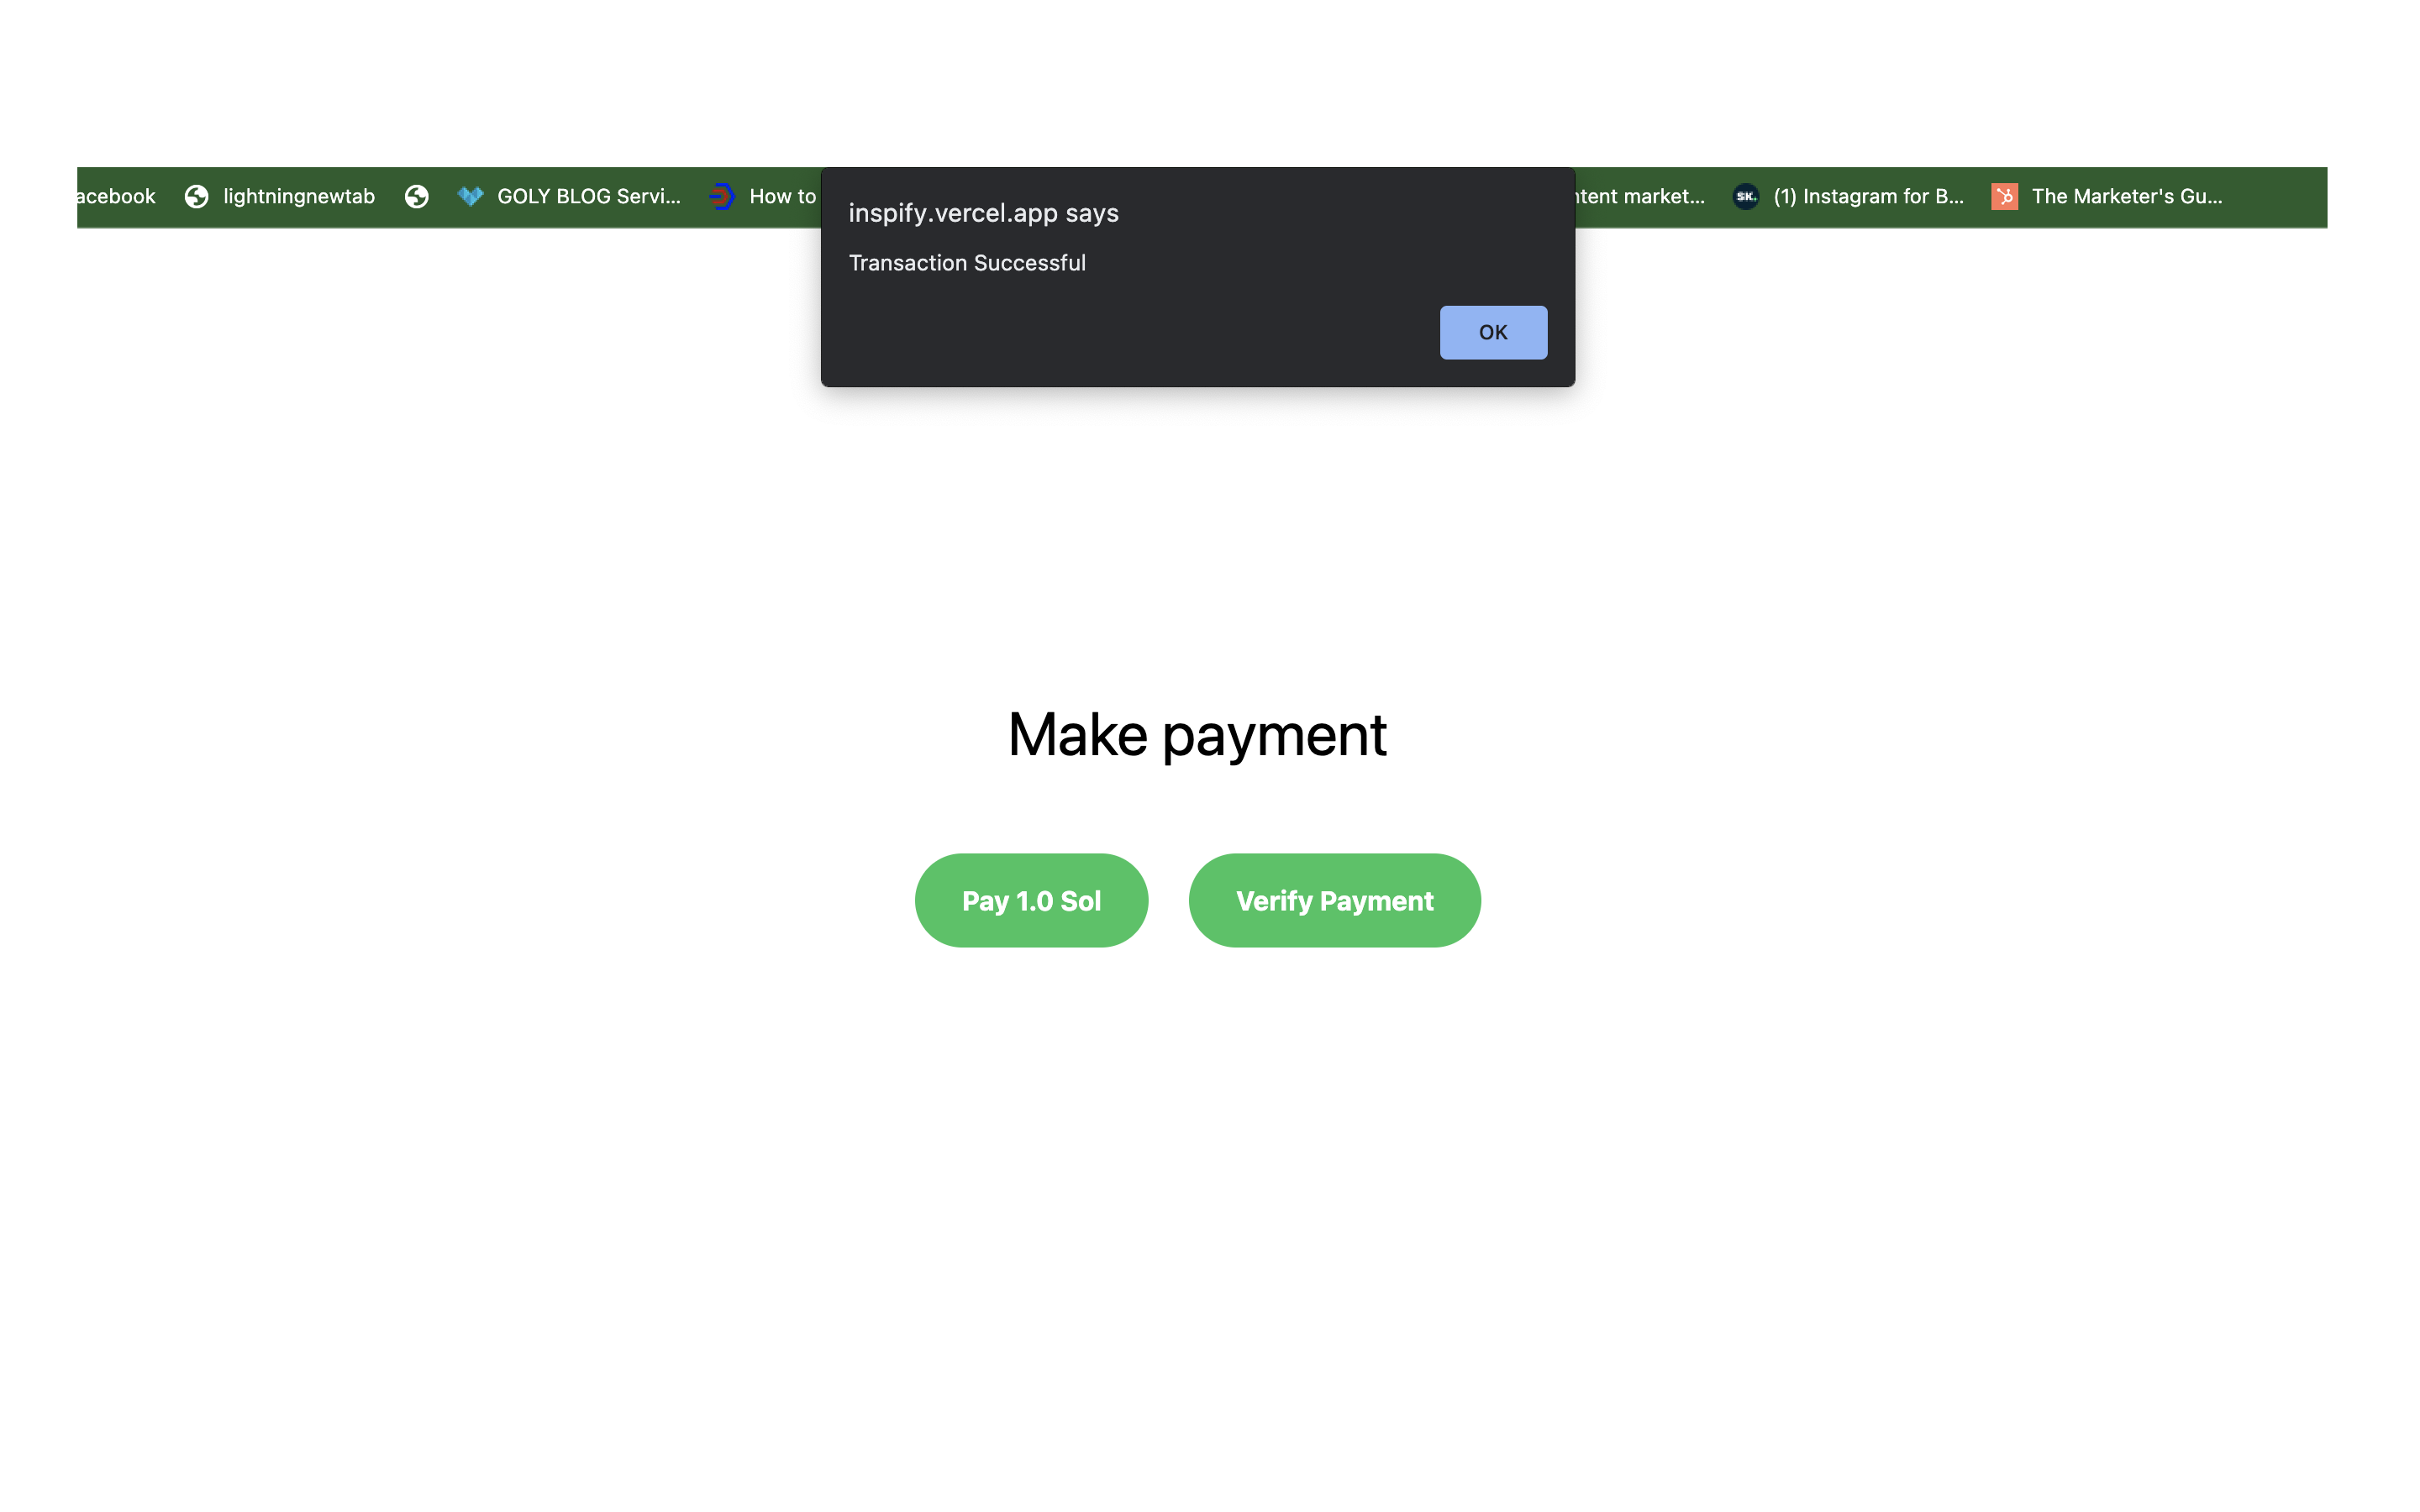 acebook lightningnewtab GOLY BLOG Servi... How to ntent market... SK. (1) Instagram for B... The Marketer's Gu...
inspify.vercel.app says
Transaction Successful
OK
Make payment
Pay 1.0 Sol Verify Payment